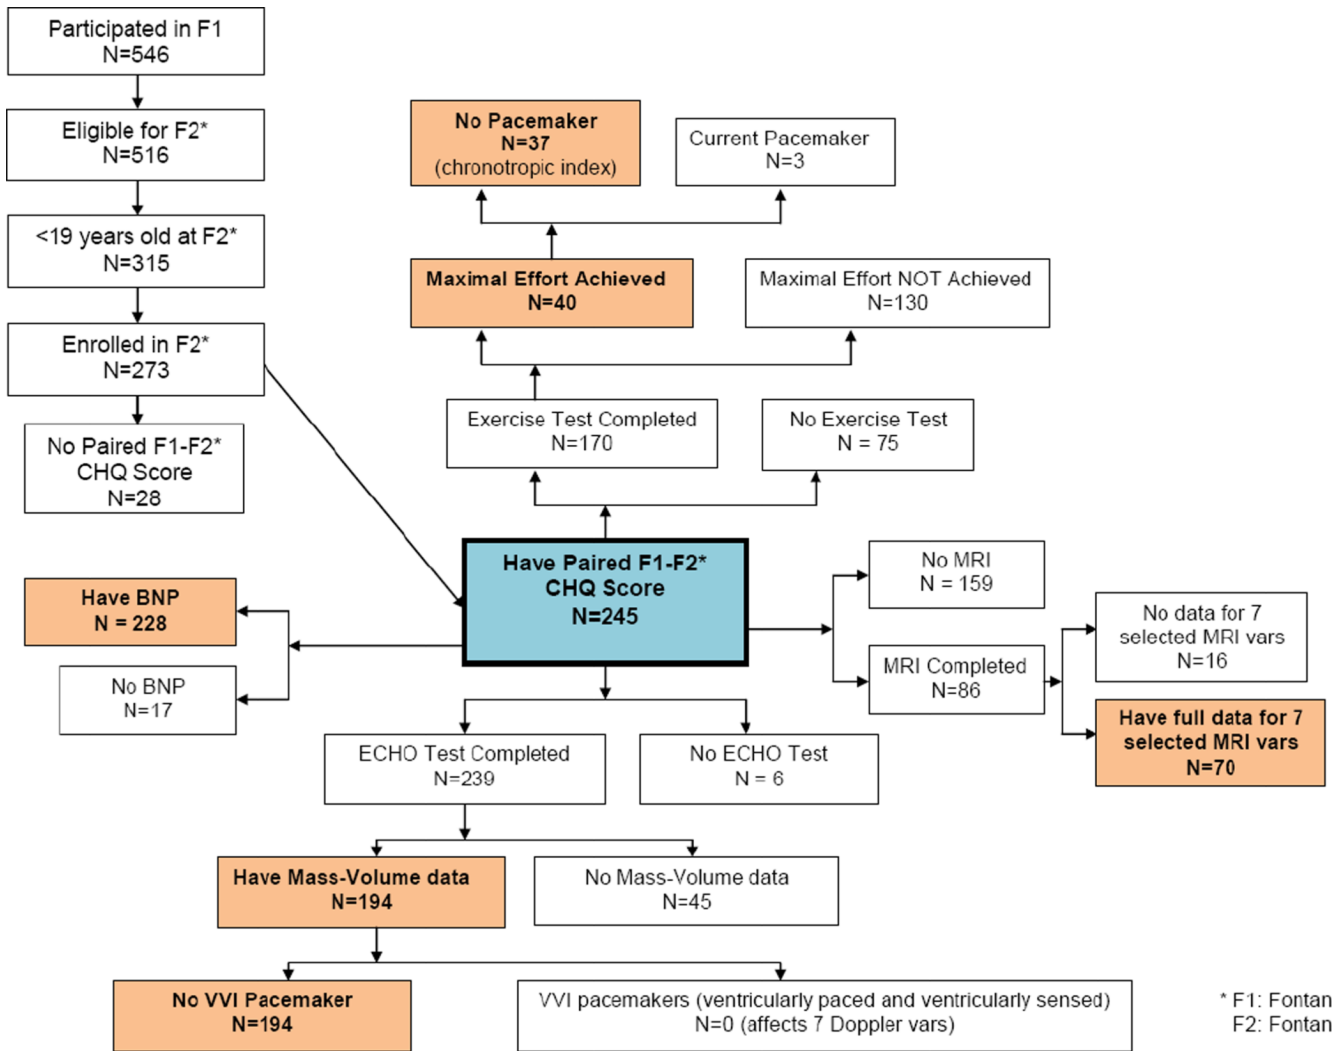 Participated in F1
N=546
Eligible for F2*
N=516
<19 years old at F2*
N=315
Enrolled in F2*
N=273
No Paired F1-F2*
CHQ Score
N=28
No Pacemaker
N=37
(chronotropic index)
Current Pacemaker
N=3
Maximal Effort Achieved
N=40
Maximal Effort NOT Achieved
N=130
Exercise Test Completed
N=170
No Exercise Test
N = 75
Have Paired F1-F2*
CHQ Score
N=245
Have BNP
N = 228
No BNP
N=17
No MRI
N = 159
MRI Completed
N=86
No data for 7
selected MRI vars
N=16
Have full data for 7
selected MRI vars
N=70
ECHO Test Completed
N=239
No ECHO Test
N = 6
Have Mass-Volume data
N=194
No Mass-Volume data
N=45
No VVI Pacemaker
N=194
VVI pacemakers (ventricularly paced and ventricularly sensed)
N=0 (affects 7 Doppler vars)
* F1: Fontan
F2: Fontan